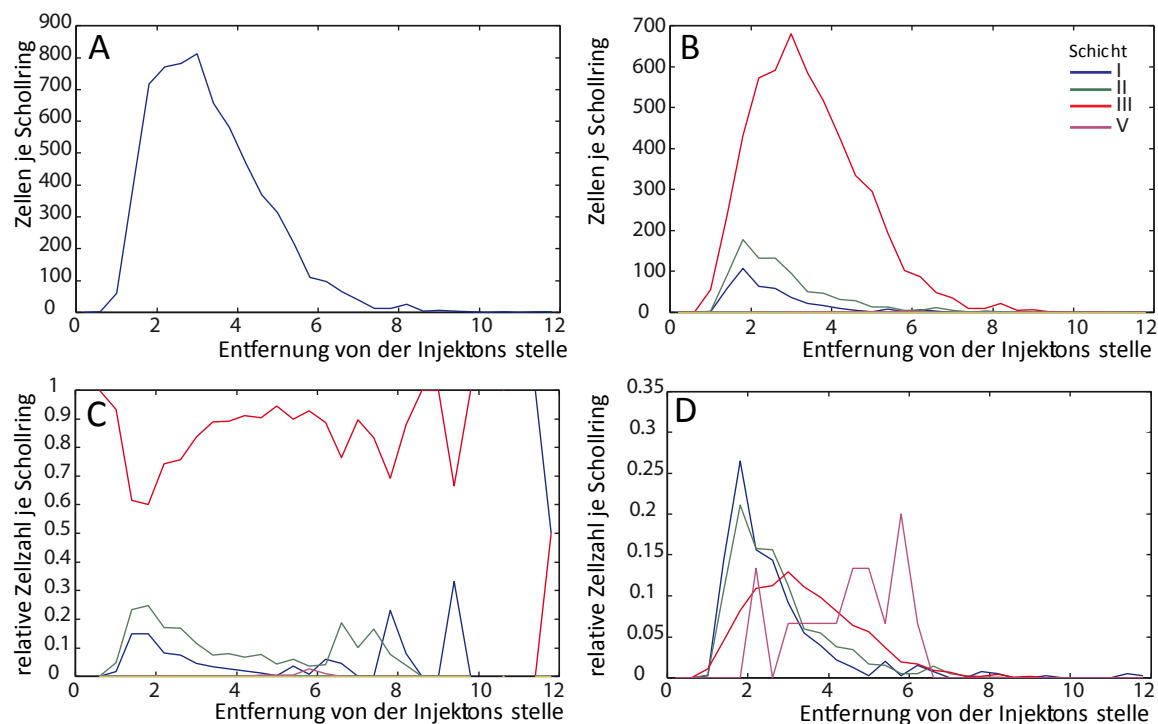 A
Zellen je Schollring
900
800
700
600
500
400
300
200
100
0
0 2 4 6 8 10 12
Entfernung von der Injektons stelle
B
Zellen je Schollring
700
600
500
400
300
200
100
0
0 2 4 6 8 10 12
Entfernung von der Injektons stelle
Schicht
I
II
III
V
C
relative Zellzahl je Schollring
1
0.9
0.8
0.7
0.6
0.5
0.4
0.3
0.2
0.1
0
0 2 4 6 8 10 12
Entfernung von der Injektons stelle
D
relative Zellzahl je Schollring
0.35
0.3
0.25
0.2
0.15
0.1
0.05
0
0 2 4 6 8 10 12
Entfernung von der Injektons stelle